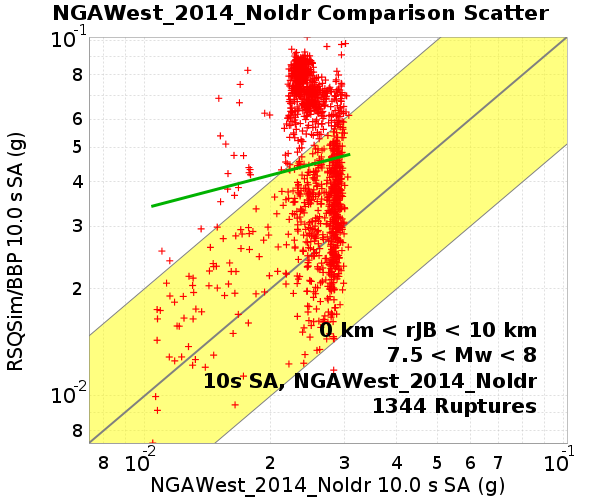 NGAWest_2014_NoIdr Comparison Scatter
10-1
8
6
5
4
3
2
10-2
8
RSQSim/BBP 10.0 s SA (g)
0 km < rJB < 10 km
7.5 < Mw < 8
10s SA, NGAWest_2014_NoIdr
1344 Ruptures
8 10-2 2 3 4 5 6 7 10-1
NGAWest_2014_NoIdr 10.0 s SA (g)